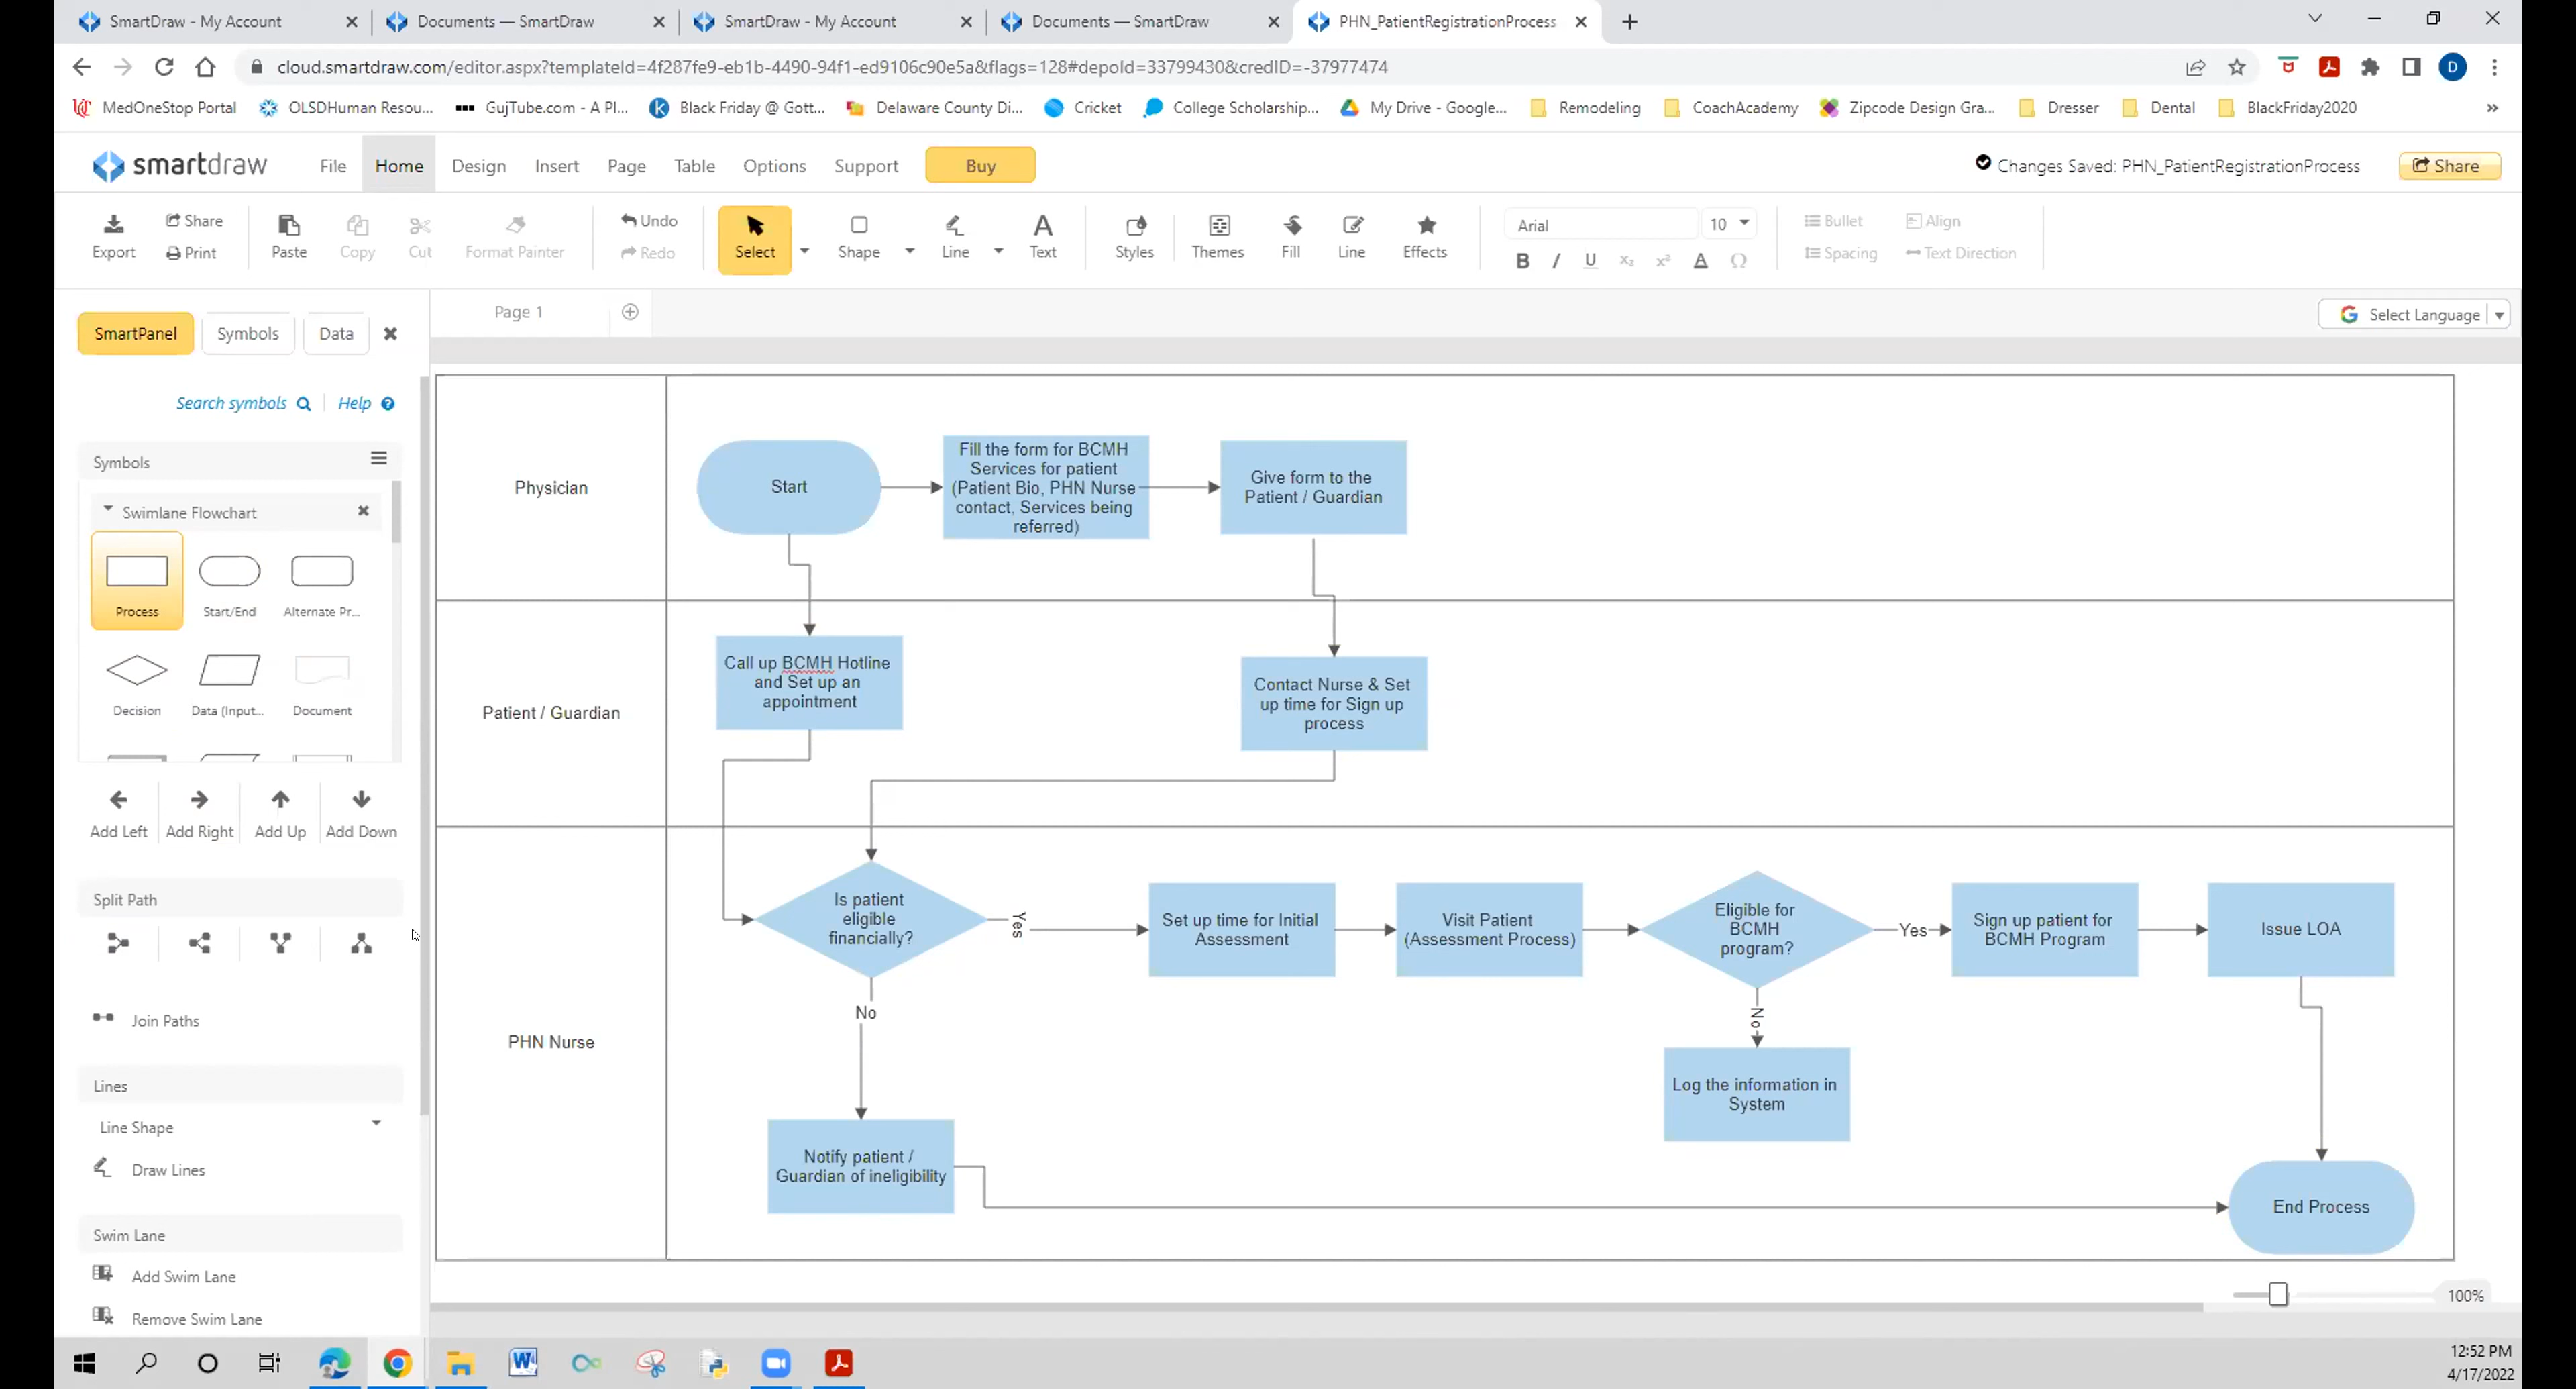 SmartDraw - My Account
Documents — SmartDraw
SmartDraw - My Account
Documents — SmartDraw
PHN_PatientRegistrationProcess
cloud.smartdraw.com/editor.aspx?templateId=4f287fe9-eb1b-4490-94f1-ed9106c90e5a&flags=128#depoId=33799430&credID=-37977474
D
MedOneStop Portal
OLSDHuman Resou...
GujTube.com - A Pl...
Black Friday @ Gott...
Delaware County Di...
Cricket
College Scholarship...
My Drive - Google...
Remodeling
CoachAcademy
Zipcode Design Gra...
Dresser
Dental
BlackFriday2020
»
smartdraw
File
Home
Design
Insert
Page
Table
Options
Support
Buy
Changes Saved: PHN_PatientRegistrationProcess
Share
Export
Share
Print
Paste
Copy
Cut
Format Painter
Undo
Redo
Select
Shape
Line
Text
Styles
Themes
Fill
Line
Effects
Arial
10
B I U x₂ x² A Ω
Bullet
Align
Spacing
Text Direction
SmartPanel
Symbols
Data
Page 1
Select Language
Search symbols
Help
Symbols
Swimlane Flowchart
Process
Start/End
Alternate Pr...
Decision
Data (Input...
Document
Add Left
Add Right
Add Up
Add Down
Split Path
Join Paths
Lines
Line Shape
Draw Lines
Swim Lane
Add Swim Lane
Remove Swim Lane
Physician
Start
Fill the form for BCMH
Services for patient
(Patient Bio, PHN Nurse
contact, Services being
referred)
Give form to the
Patient / Guardian
Patient / Guardian
Call up BCMH Hotline
and Set up an
appointment
Contact Nurse & Set
up time for Sign up
process
PHN Nurse
Is patient
eligible
financially?
Yes
No
Set up time for Initial
Assessment
Visit Patient
(Assessment Process)
Eligible for
BCMH
program?
Yes
No
Sign up patient for
BCMH Program
Issue LOA
Log the information in
System
Notify patient /
Guardian of ineligibility
End Process
100%
12:52 PM
4/17/2022